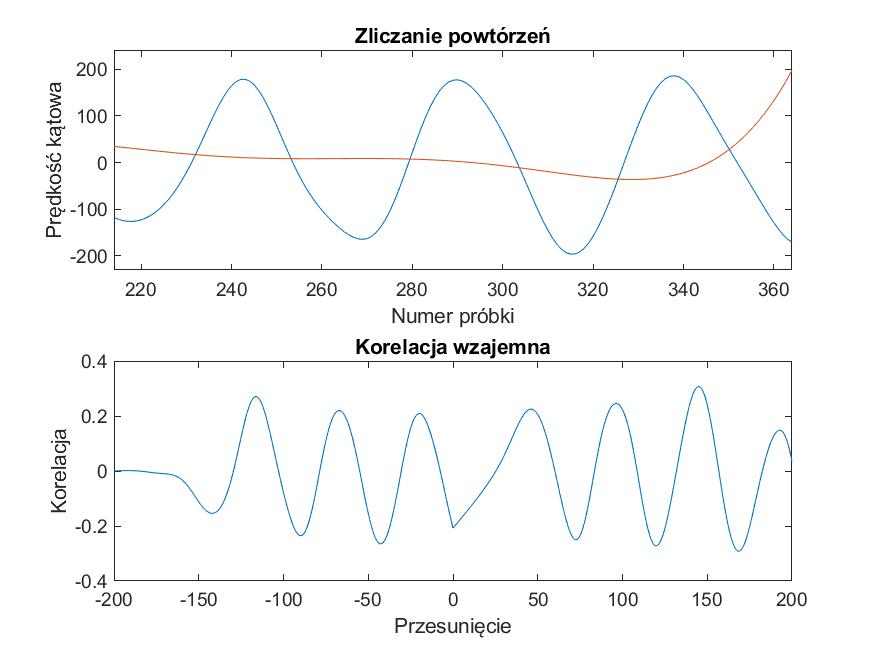 Zliczanie powtórzeń
200
100
0
-100
-200
Prędkość kątowa
220 240 260 280 300 320 340 360
Numer próbki
Korelacja wzajemna
0.4
0.2
0
-0.2
-0.4
Korelacja
-200 -150 -100 -50 0 50 100 150 200
Przesunięcie